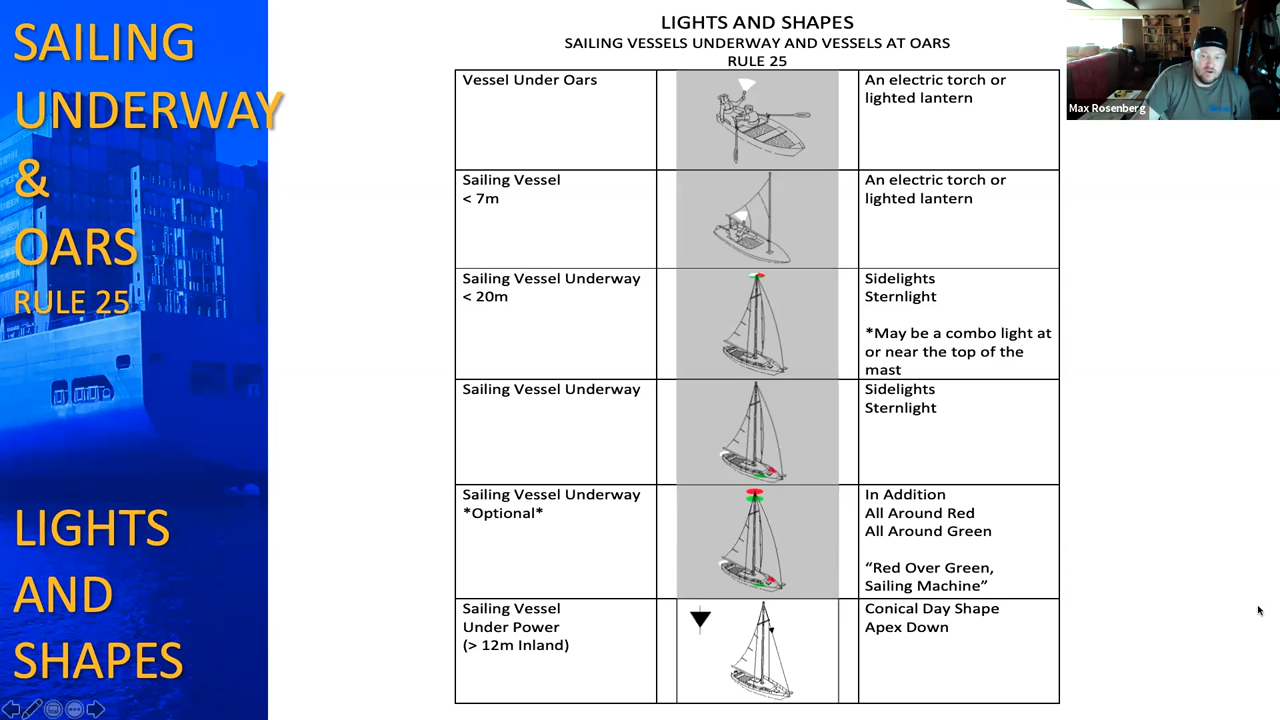 SAILING
UNDERWAY
&
OARS
RULE 25
LIGHTS
AND
SHAPES
LIGHTS AND SHAPES
SAILING VESSELS UNDERWAY AND VESSELS AT OARS
RULE 25
Vessel Under Oars
An electric torch or
lighted lantern
Sailing Vessel
< 7m
An electric torch or
lighted lantern
Sailing Vessel Underway
< 20m
Sidelights
Sternlight
*May be a combo light at
or near the top of the
mast
Sailing Vessel Underway
Sidelights
Sternlight
Sailing Vessel Underway
*Optional*
In Addition
All Around Red
All Around Green
“Red Over Green,
Sailing Machine”
Sailing Vessel
Under Power
(> 12m Inland)
Conical Day Shape
Apex Down
Max Rosenberg